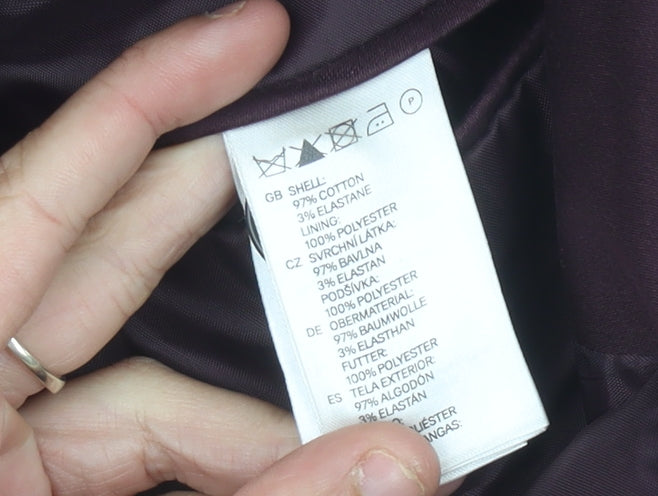 P
GB SHELL:
97% COTTON
3% ELASTANE
LINING:
100% POLYESTER
CZ SVRCHNÍ LÁTKA:
97% BAVLNA
3% ELASTAN
PODŠÍVKA:
100% POLYESTER
DE OBERMATERIAL:
97% BAUMWOLLE
3% ELASTHAN
FUTTER:
100% POLYESTER
ES TELA EXTERIOR:
97% ALGODÓN
3% ELASTÁN